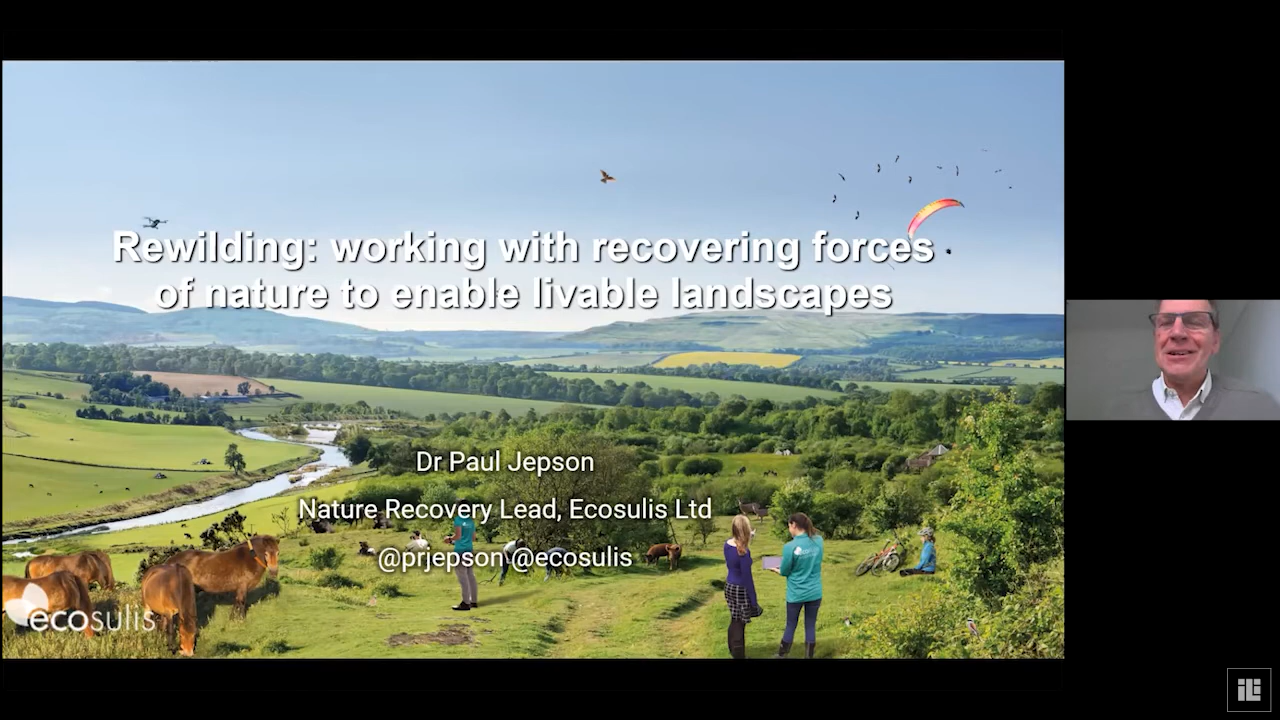 Rewilding: working with recovering forces
of nature to enable livable landscapes
Dr Paul Jepson
Nature Recovery Lead, Ecosulis Ltd
@prjepson @ecosulis
ecosulis